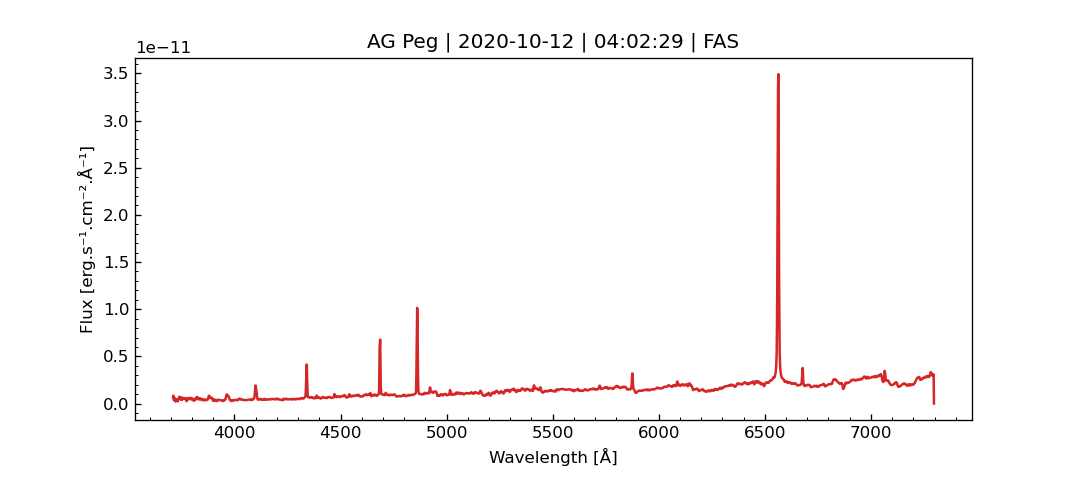 AG Peg | 2020-10-12 | 04:02:29 | FAS
1e−11
3.5
3.0
2.5
2.0
1.5
1.0
0.5
0.0
Flux [erg.s⁻¹.cm⁻².Å⁻¹]
4000 4500 5000 5500 6000 6500 7000
Wavelength [Å]